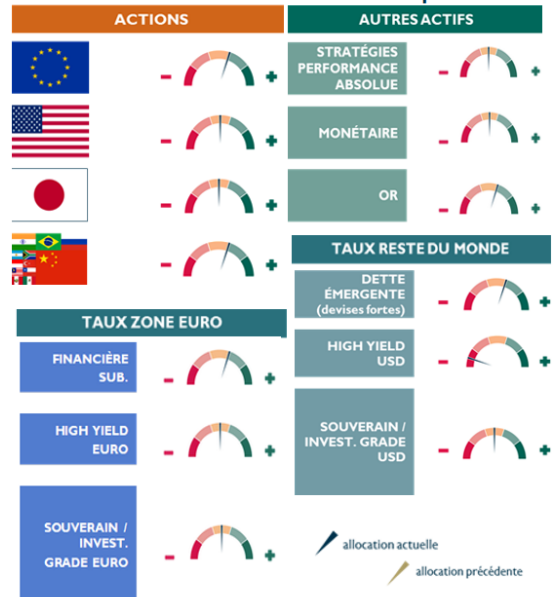 ACTIONS
- +
- +
- +
- +
AUTRES ACTIFS
STRATÉGIES
PERFORMANCE
ABSOLUE
- +
MONÉTAIRE
- +
OR
- +
TAUX RESTE DU MONDE
DETTE
ÉMERGENTE
(devises fortes)
- +
HIGH YIELD
USD
- +
SOUVERAIN /
INVEST. GRADE
USD
- +
TAUX ZONE EURO
FINANCIÈRE
SUB.
- +
HIGH YIELD
EURO
- +
SOUVERAIN /
INVEST.
GRADE EURO
- +
allocation actuelle
allocation précédente